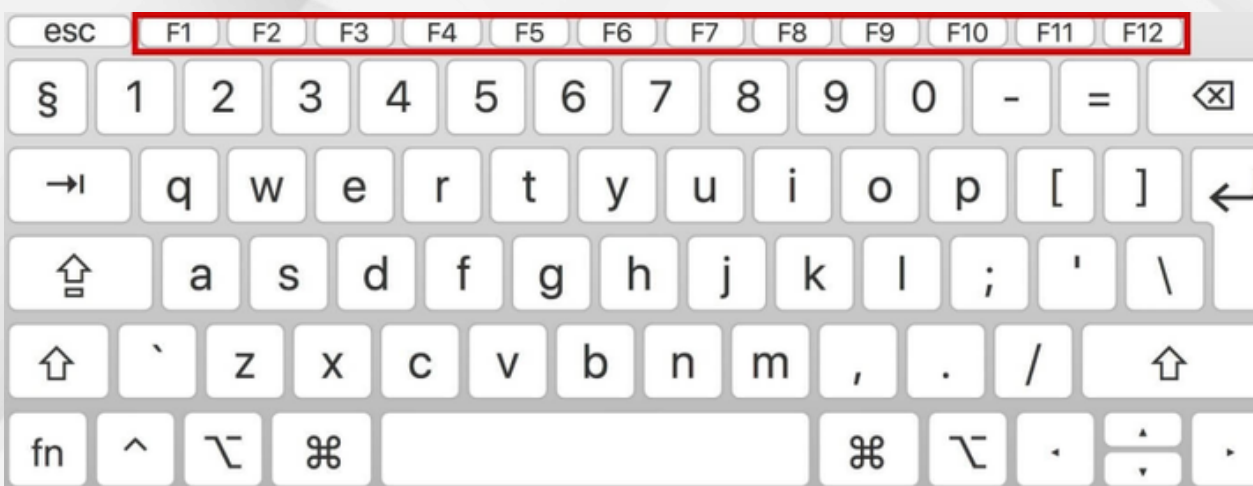 esc F1 F2 F3 F4 F5 F6 F7 F8 F9 F10 F11 F12
§ 1 2 3 4 5 6 7 8 9 0 - = ⌫
→I q w e r t y u i o p [ ] ↵
⇪ a s d f g h j k l ; ' \
⇧ ` z x c v b n m , . / ⇧
fn ^ ⌥ ⌘ ⌘ ⌥ ◂ ▴ ▾ ▸